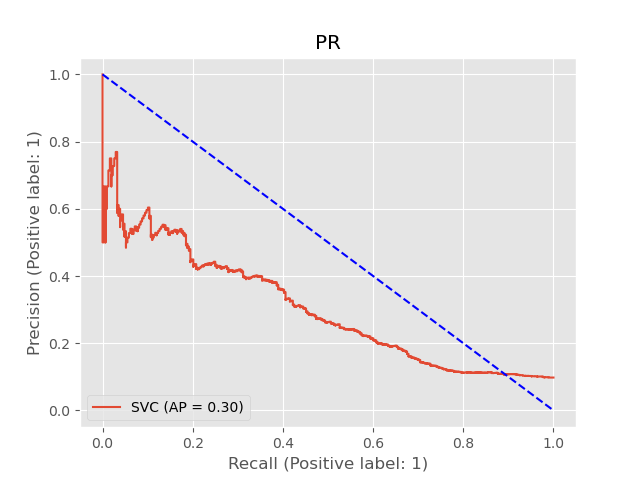 PR
1.0
0.8
0.6
0.4
0.2
0.0
Precision (Positive label: 1)
SVC (AP = 0.30)
0.0 0.2 0.4 0.6 0.8 1.0
Recall (Positive label: 1)